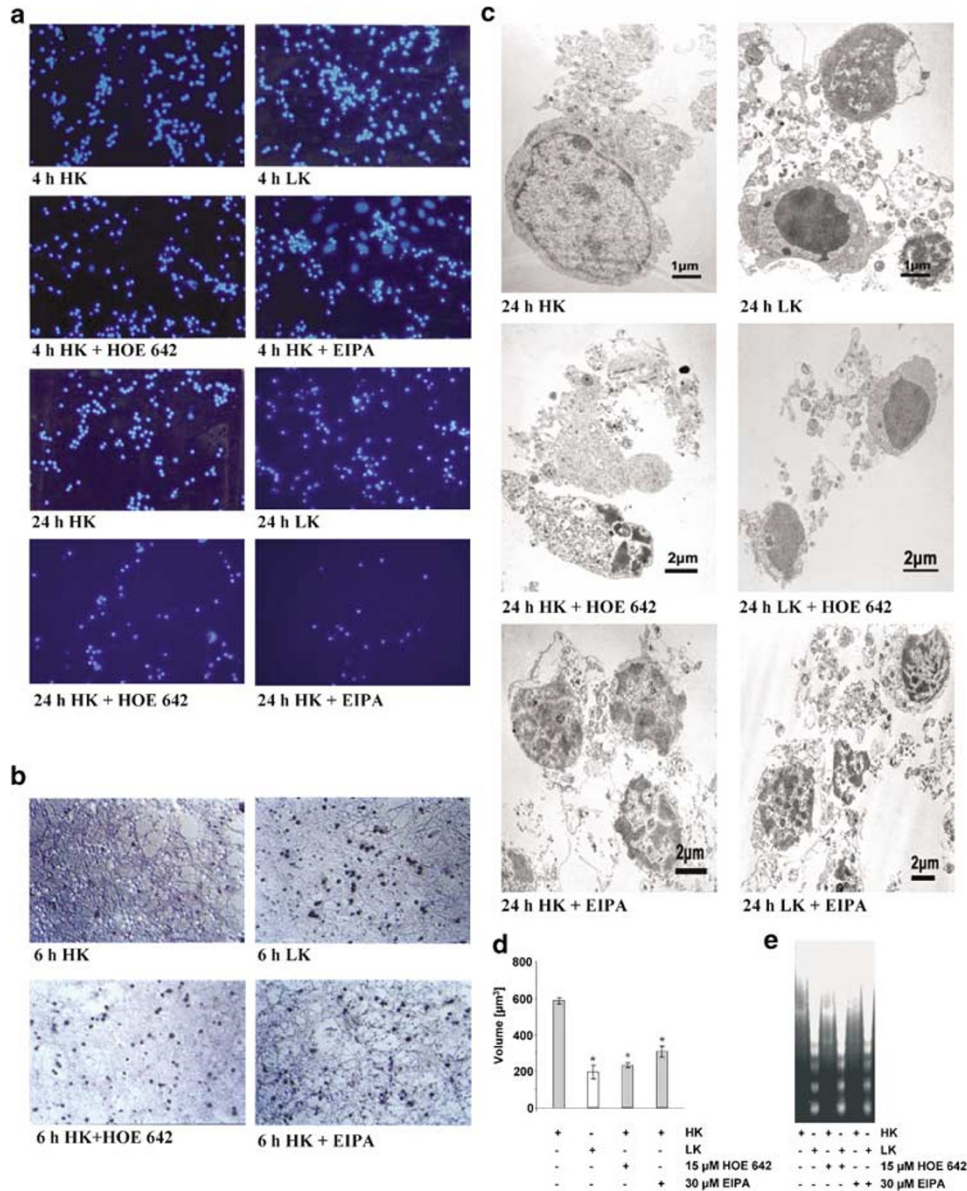 a
4 h HK
4 h LK
4 h HK + HOE 642
4 h HK + EIPA
24 h HK
24 h LK
24 h HK + HOE 642
24 h HK + EIPA
b
6 h HK
6 h LK
6 h HK+HOE 642
6 h HK + EIPA
c
1µm
1µm
24 h HK
24 h LK
2µm
2µm
24 h HK + HOE 642
24 h LK + HOE 642
2µm
2µm
24 h HK + EIPA
24 h LK + EIPA
d
Volume [µm³]
800
600
400
200
0
* * *
+ - + + HK
- + - - LK
- - + - 15 µM HOE 642
- - - + 30 µM EIPA
e
+ - + - + - HK
- + - + - + LK
- - + + - - 15 µM HOE 642
- - - - + + 30 µM EIPA